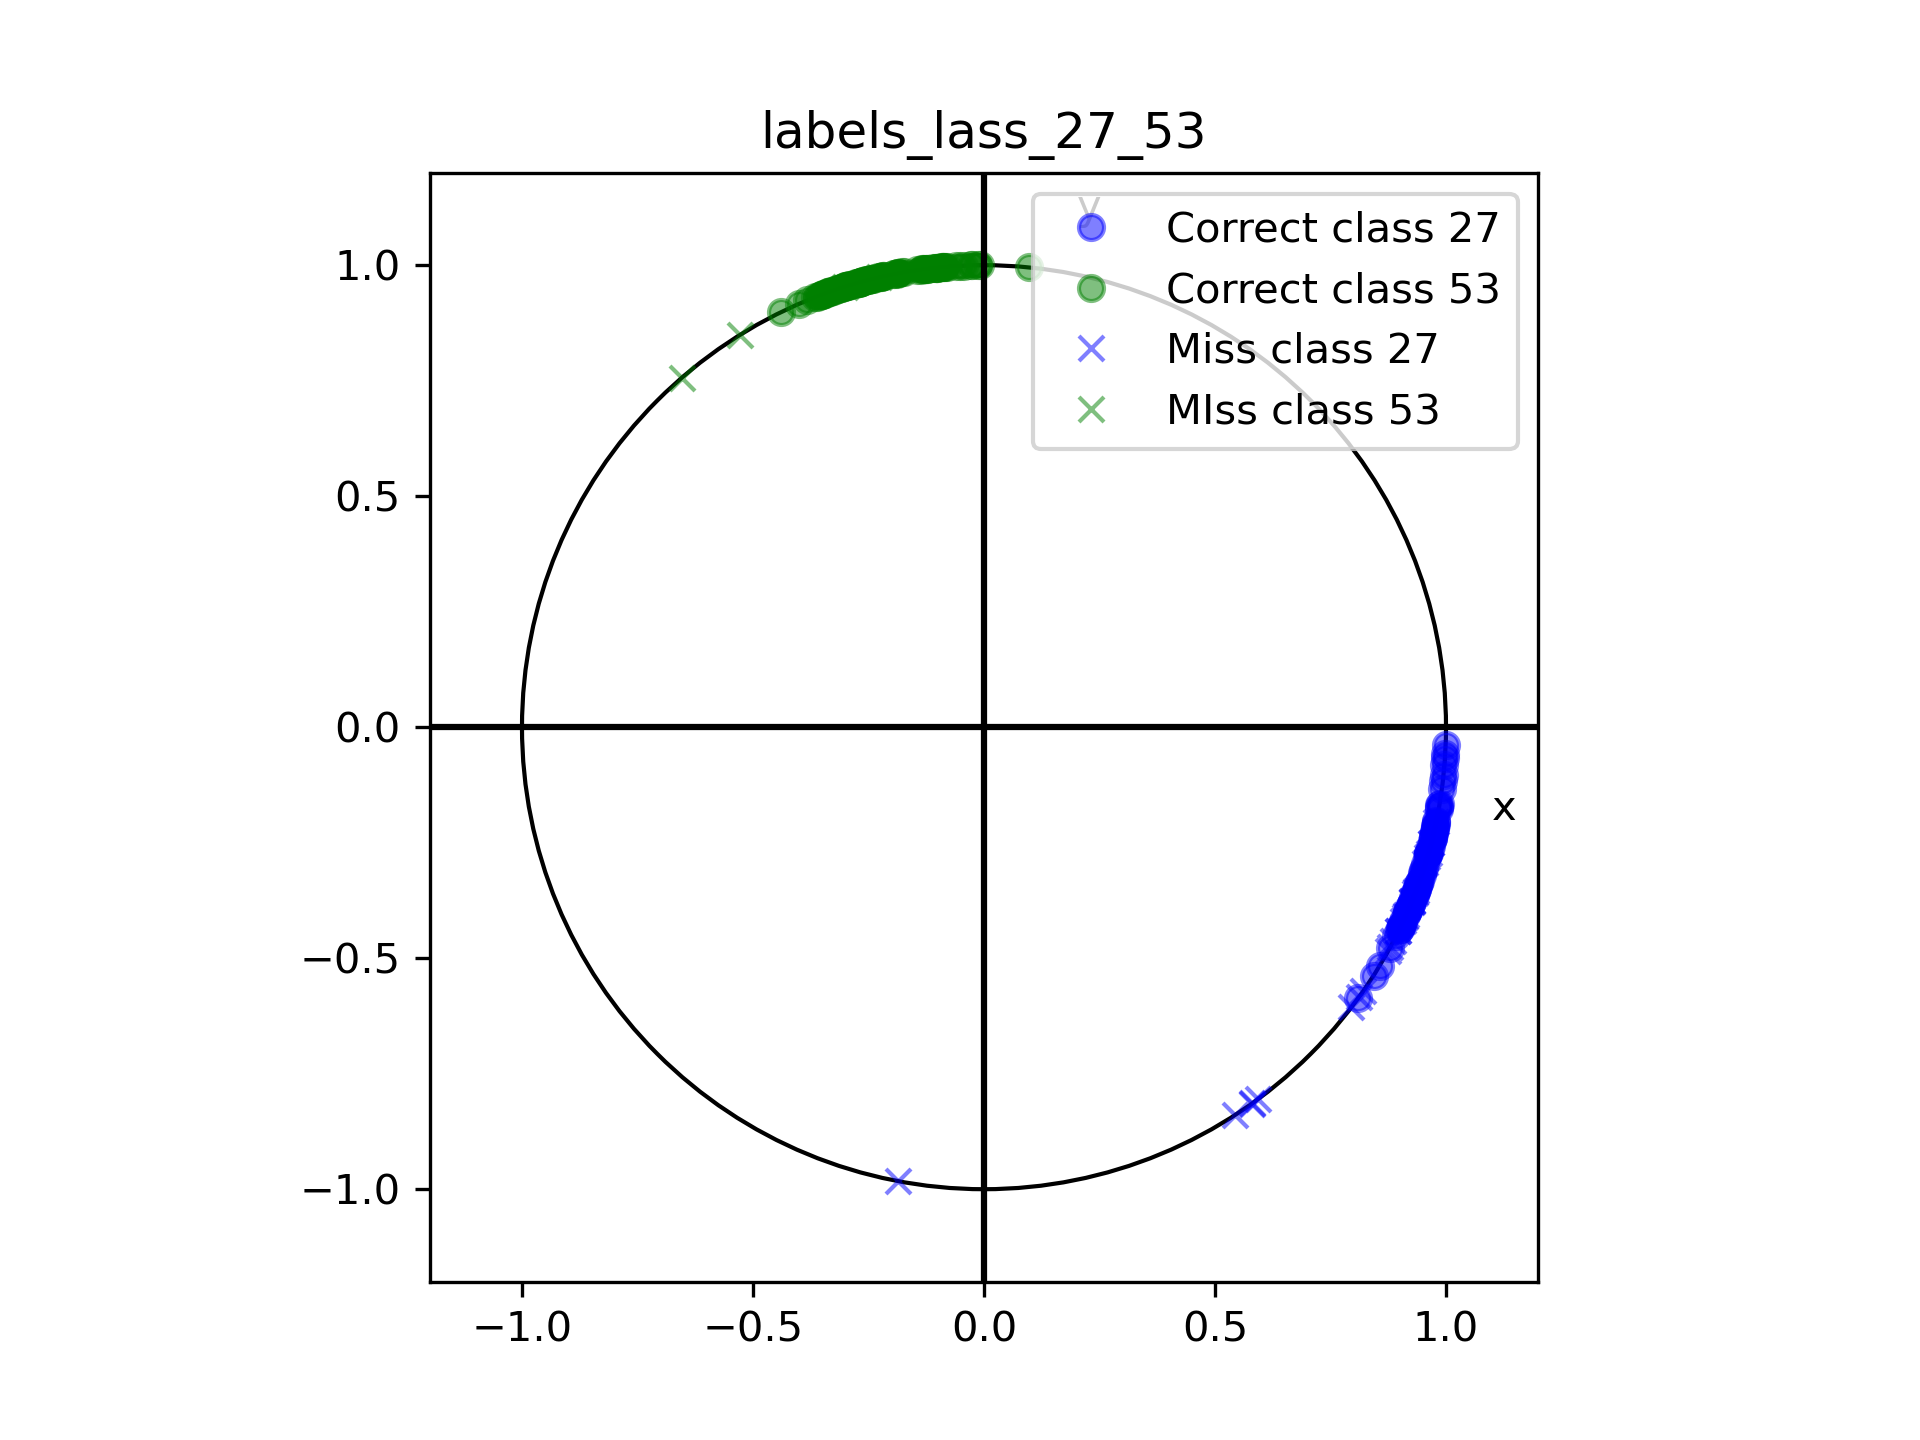 labels_lass_27_53
y
Correct class 27
Correct class 53
Miss class 27
MIss class 53
1.0
0.5
0.0
−0.5
−1.0
x
−1.0 −0.5 0.0 0.5 1.0